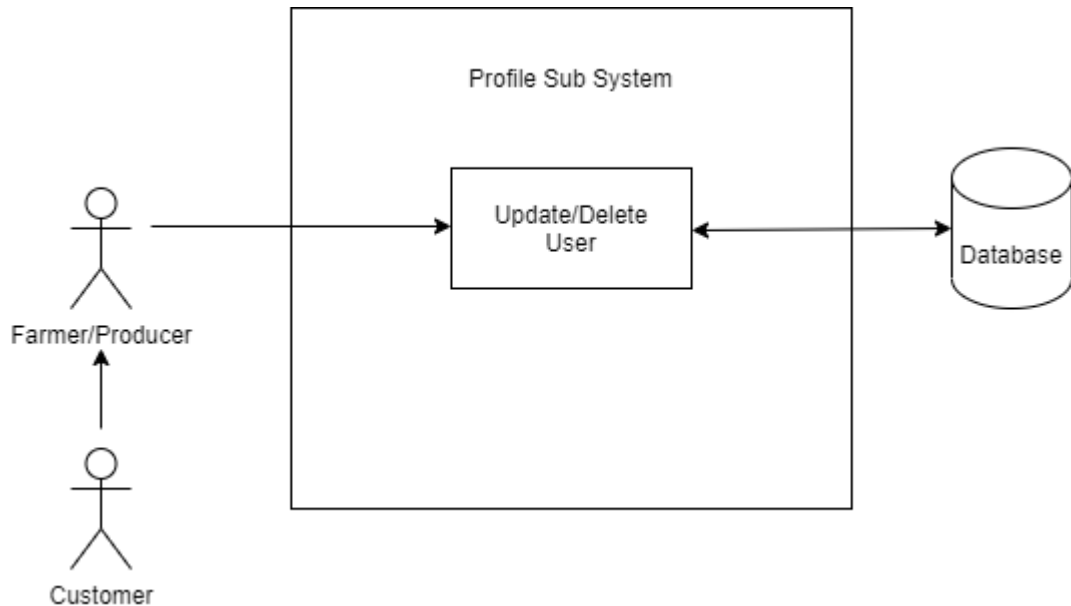 Profile Sub System
Update/Delete
User
Database
Farmer/Producer
Customer